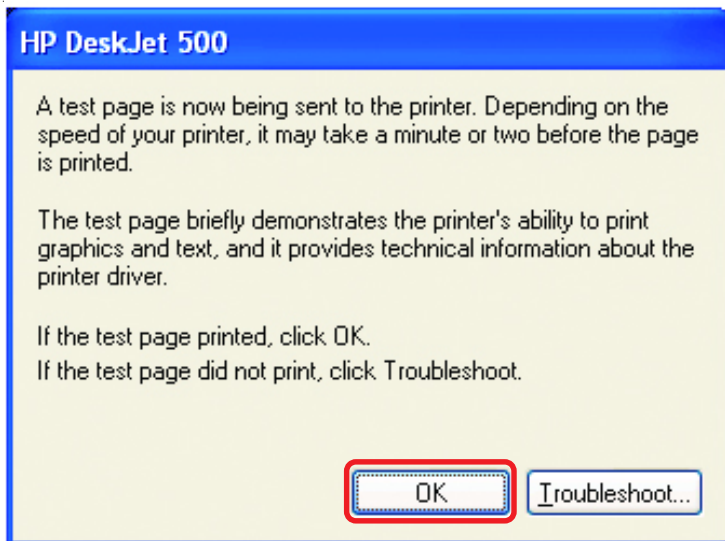 HP DeskJet 500
A test page is now being sent to the printer. Depending on the
speed of your printer, it may take a minute or two before the page
is printed.
The test page briefly demonstrates the printer's ability to print
graphics and text, and it provides technical information about the
printer driver.
If the test page printed, click OK.
If the test page did not print, click Troubleshoot.
OK Troubleshoot...